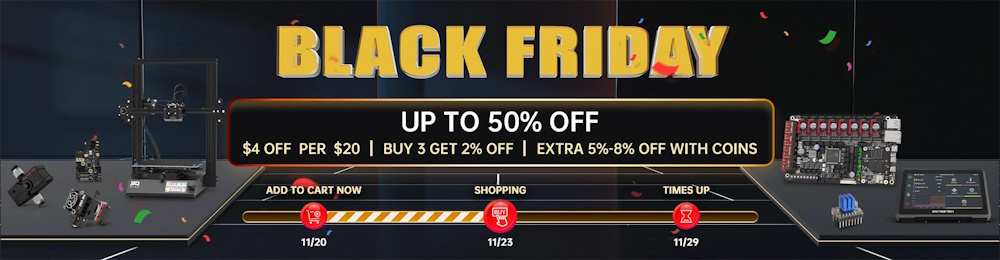 BLACK FRIDAY
UP TO 50% OFF
$4 OFF PER $20 | BUY 3 GET 2% OFF | EXTRA 5%-8% OFF WITH COINS
ADD TO CART NOW
SHOPPING
TIMES UP
BUY
11/20
11/23
11/29